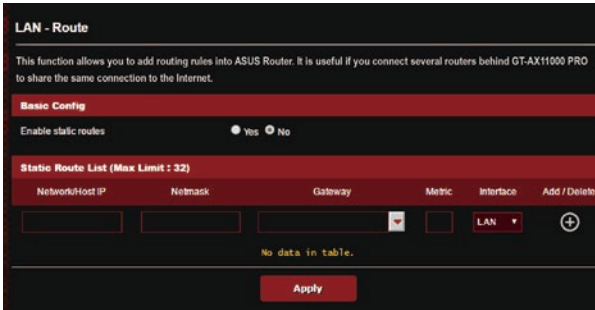 LAN - Route
This function allows you to add routing rules into ASUS Router. It is useful if you connect several routers behind GT-AX11000 PRO
to share the same connection to the Internet.
Basic Config
Enable static routes Yes No
Static Route List (Max Limit : 32)
Network/Host IP Netmask Gateway Metric Interface Add / Delete
LAN
No data in table.
Apply